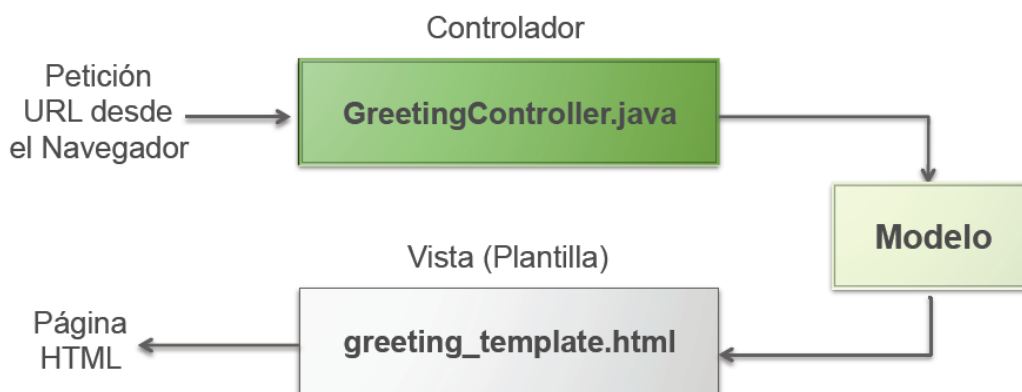 Controlador
Petición
URL desde
el Navegador
GreetingController.java
Modelo
Vista (Plantilla)
greeting_template.html
Página
HTML